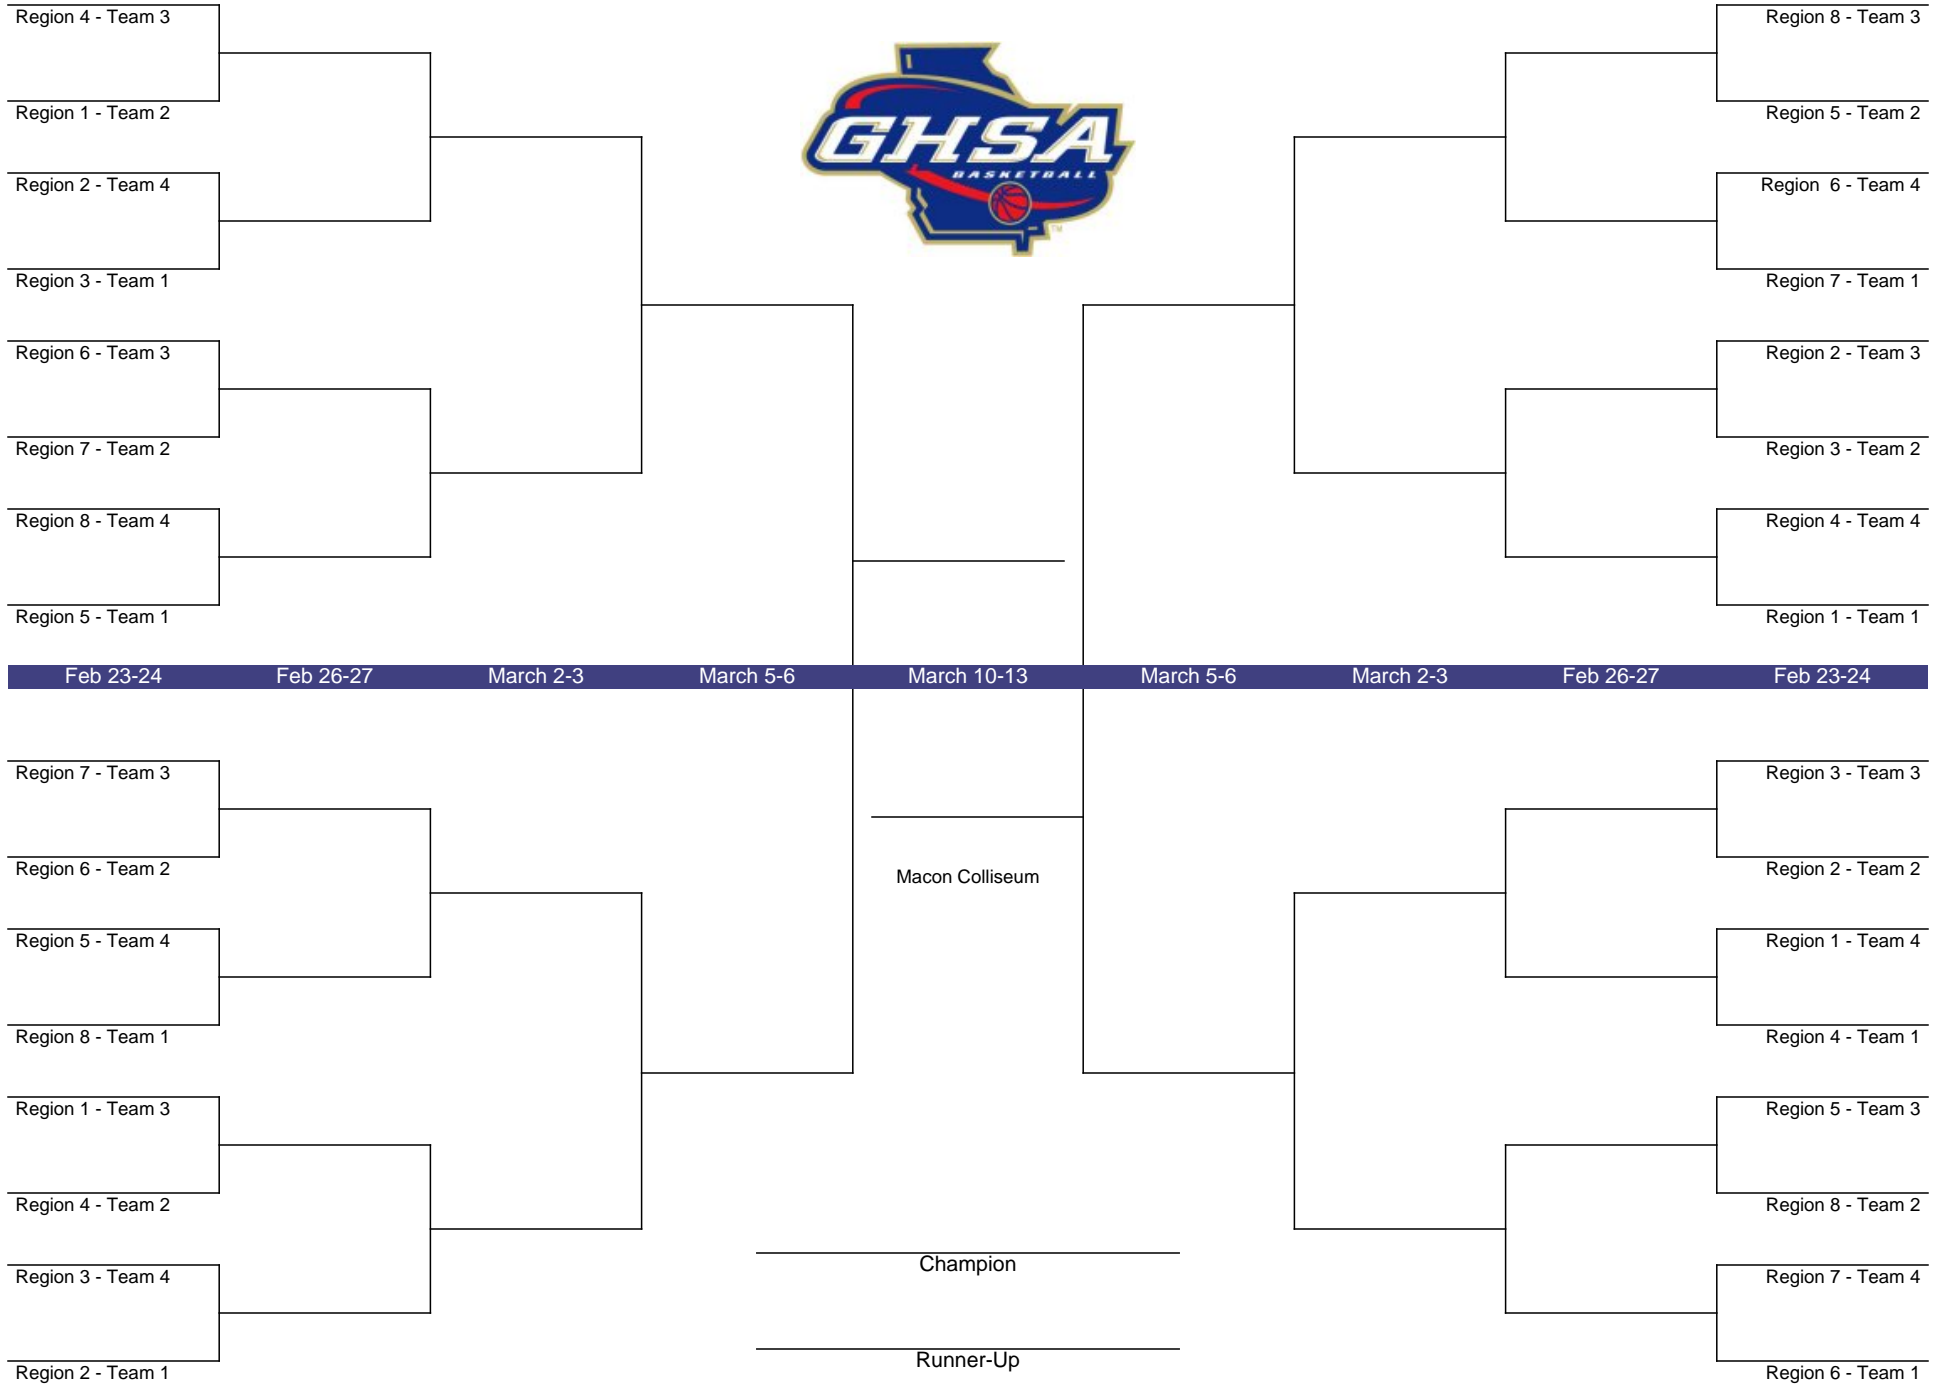 Region 4 - Team 3
Region 8 - Team 3
GHSA
BASKETBALL
TM
Region 1 - Team 2
Region 5 - Team 2
Region 2 - Team 4
Region  6 - Team 4
Region 3 - Team 1
Region 7 - Team 1
Region 6 - Team 3
Region 2 - Team 3
Region 7 - Team 2
Region 3 - Team 2
Region 8 - Team 4
Region 4 - Team 4
Region 5 - Team 1
Region 1 - Team 1
Feb 23-24 Feb 26-27 March 2-3 March 5-6 March 10-13 March 5-6 March 2-3 Feb 26-27 Feb 23-24
Region 7 - Team 3
Region 3 - Team 3
Region 6 - Team 2
Macon Colliseum
Region 2 - Team 2
Region 5 - Team 4
Region 1 - Team 4
Region 8 - Team 1
Region 4 - Team 1
Region 1 - Team 3
Region 5 - Team 3
Region 4 - Team 2
Region 8 - Team 2
Champion
Region 3 - Team 4
Region 7 - Team 4
Runner-Up
Region 2 - Team 1
Region 6 - Team 1